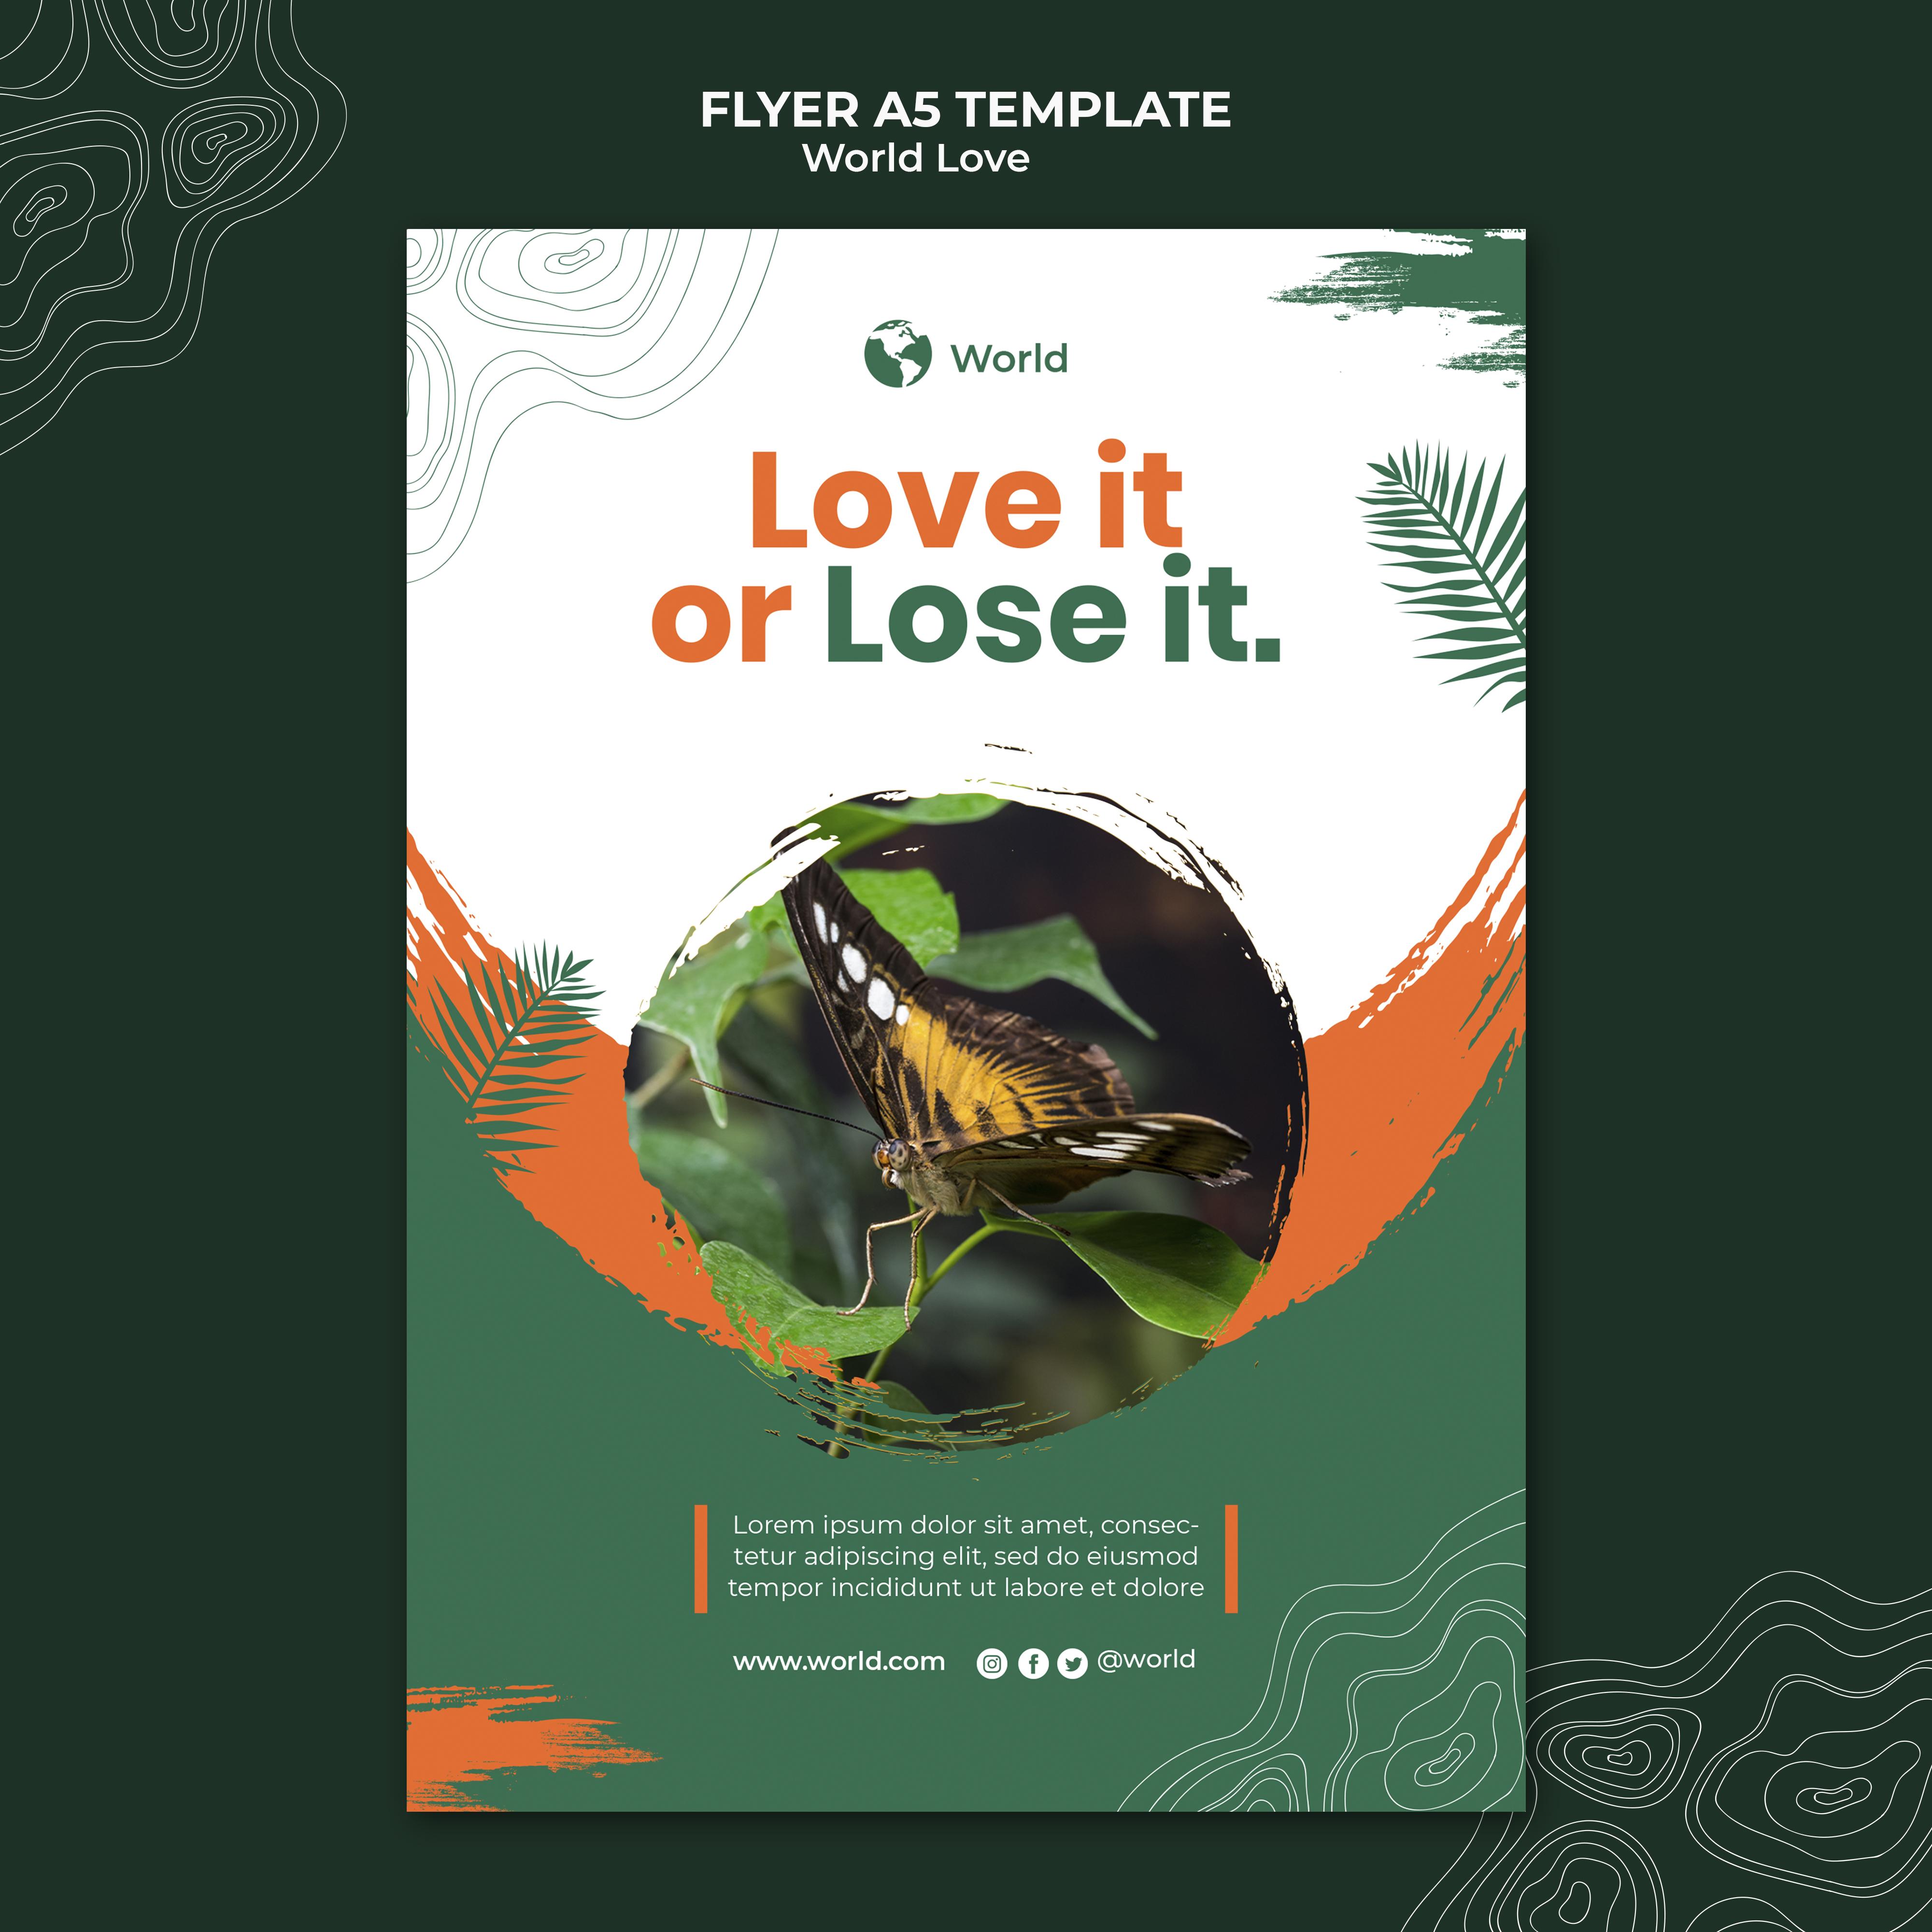 FLYER A5 TEMPLATE
World Love
World
Love it
or Lose it.
Lorem ipsum dolor sit amet, consec-
tetur adipiscing elit, sed do eiusmod
tempor incididunt ut labore et dolore
www.world.com @world